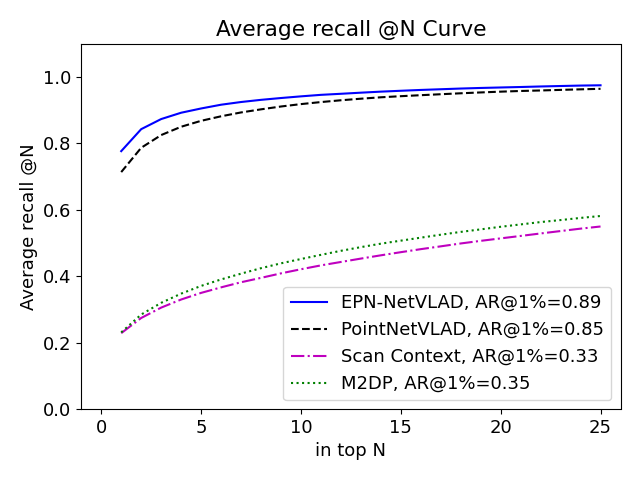 Average recall @N Curve
Average recall @N
1.0
0.8
0.6
0.4
0.2
0.0
EPN-NetVLAD, AR@1%=0.89
PointNetVLAD, AR@1%=0.85
Scan Context, AR@1%=0.33
M2DP, AR@1%=0.35
0 5 10 15 20 25
in top N